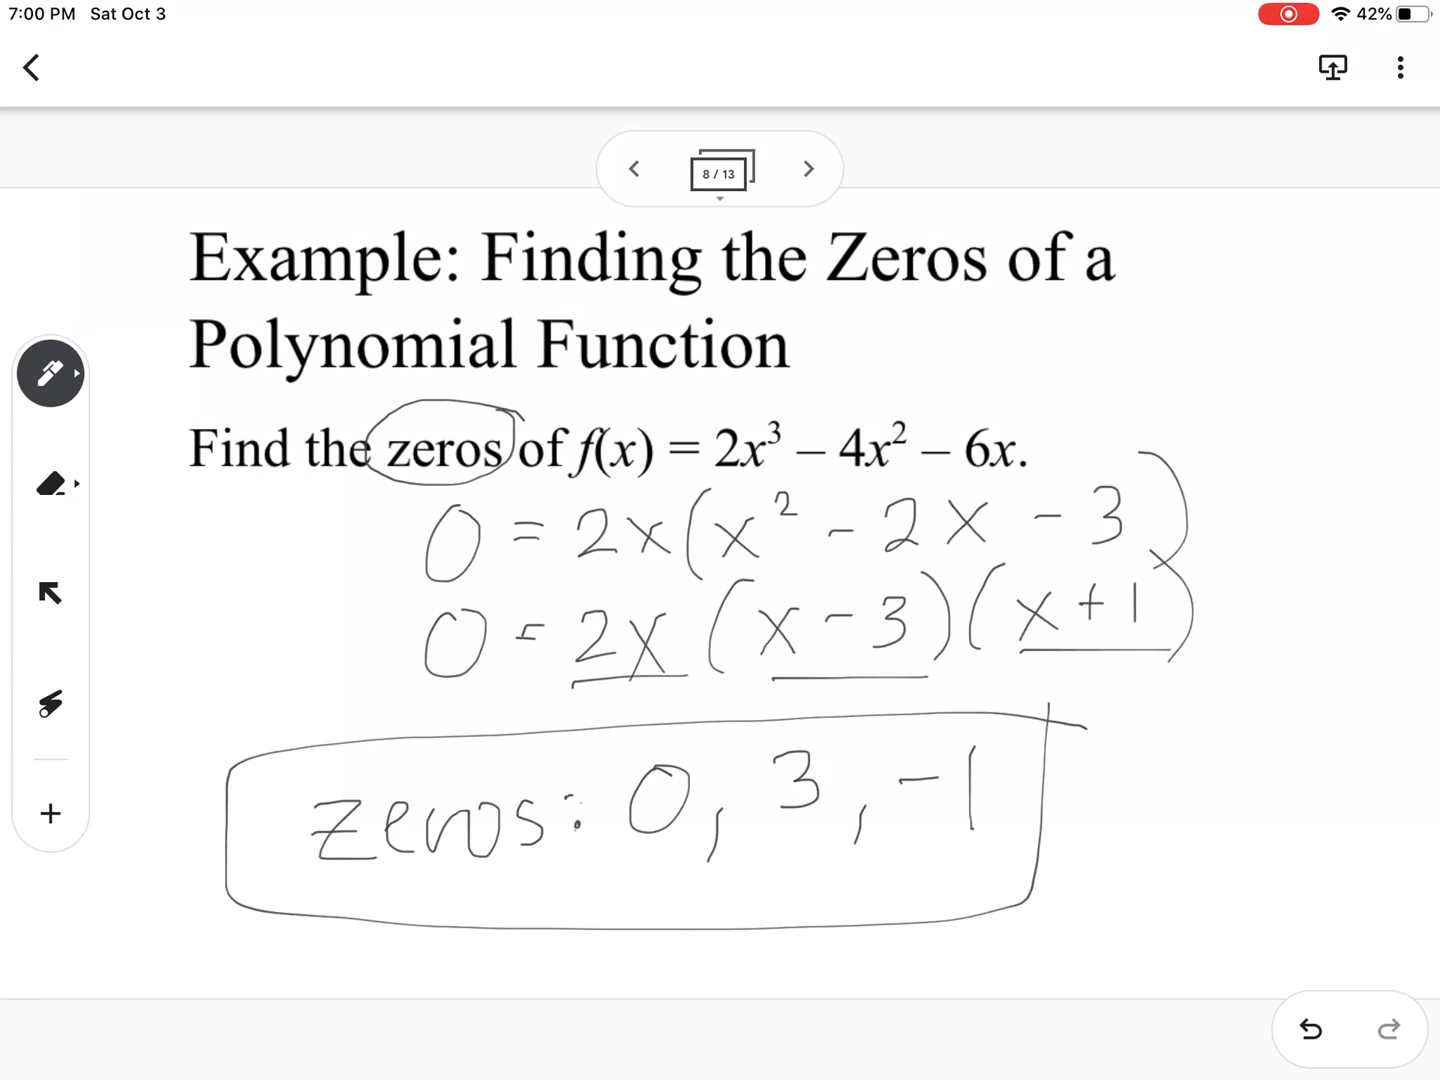 7:00 PM Sat Oct 3 42%
8 / 13
Example: Finding the Zeros of a
Polynomial Function
Find the zeros of f(x) = 2x³ – 4x² – 6x.
0 = 2x(x² - 2x - 3)
0 = 2x(x - 3)(x + 1)
zeros: 0, 3, -1